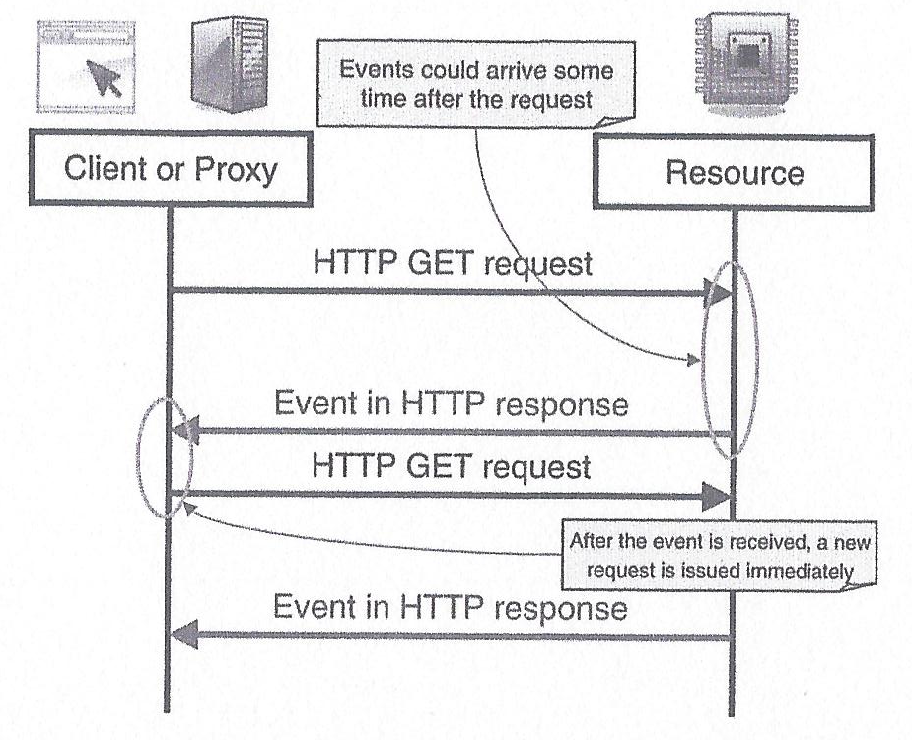 Events could arrive some
time after the request
Client or Proxy
Resource
HTTP GET request
Event in HTTP response
HTTP GET request
After the event is received, a new
request is issued immediately
Event in HTTP response